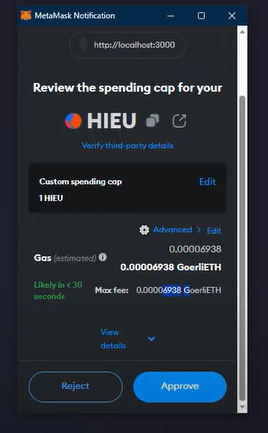 MetaMask Notification
http://localhost:3000
Review the spending cap for your
HIEU
Verify third-party details
Custom spending cap Edit
1 HIEU
Advanced Edit
0.00006938
Gas (estimated) 0.00006938 GoerliETH
Likely in < 30 seconds
Max fee: 0.00006938 GoerliETH
View details
Reject Approve